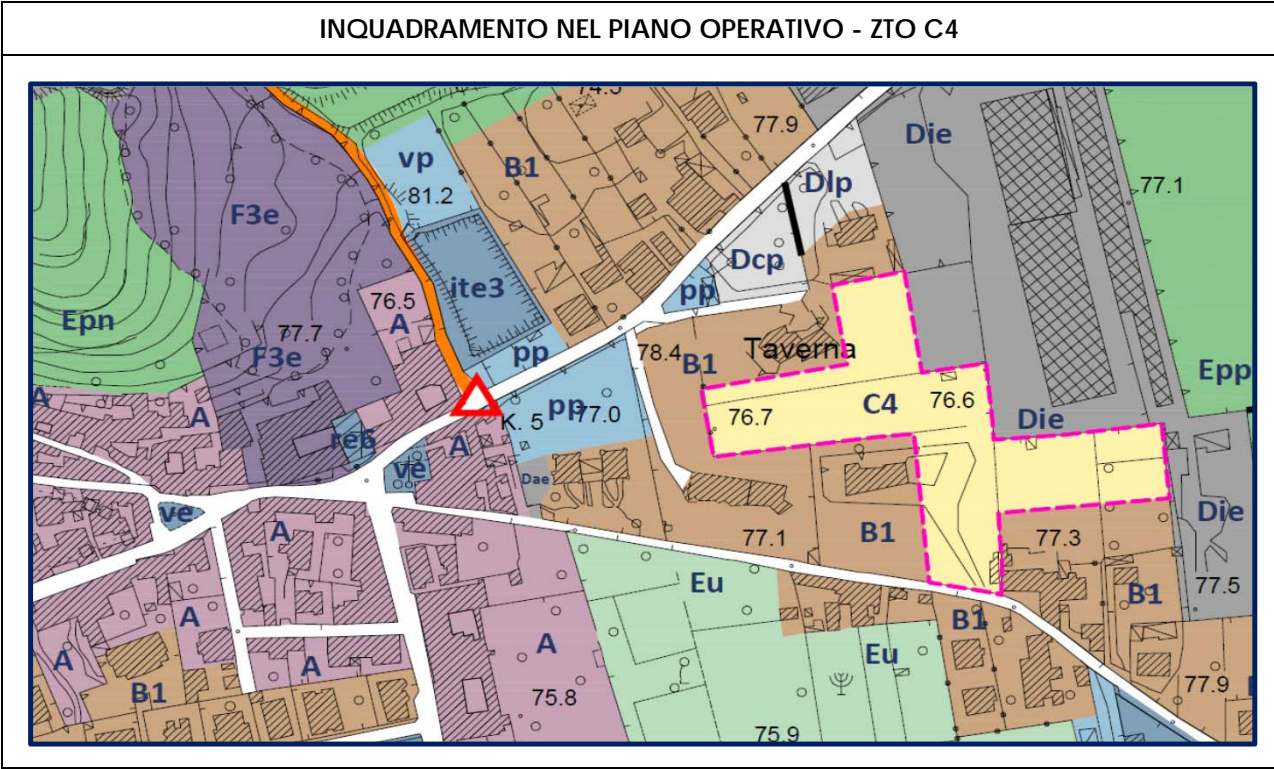 INQUADRAMENTO NEL PIANO OPERATIVO - ZTO C4
74.5
77.9
Die
vp
B1
77.1
81.2
Dlp
F3e
Dcp
ite3
pp
76.5
A
Epn
77.7
F3e
pp
78.4
B1
Taverna
Epp
A
A
K. 5
pp
77.0
76.7
C4
76.6
Die
re6
ve
A
Dae
ve
A
77.1
B1
77.3
Die
Eu
77.5
B1
A
A
B1
Eu
A
A
B1
75.8
77.9
75.9